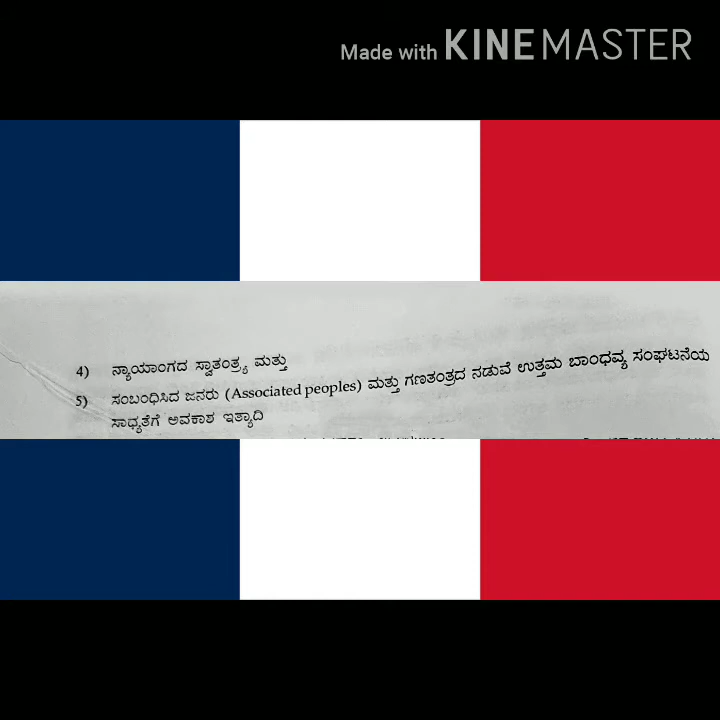 Made with KINEMASTER
4) ನ್ಯಾಯಾಂಗದ ಸ್ವಾತಂತ್ರ್ಯ ಮತ್ತು
5) ಸಂಬಂಧಿಸಿದ ಜನರು (Associated peoples) ಮತ್ತು ಗಣತಂತ್ರದ ನಡುವೆ ಉತ್ತಮ ಬಾಂಧವ್ಯ ಸಂಘಟನೆಯ
ಸಾಧ್ಯತೆಗೆ ಅವಕಾಶ ಇತ್ಯಾದಿ